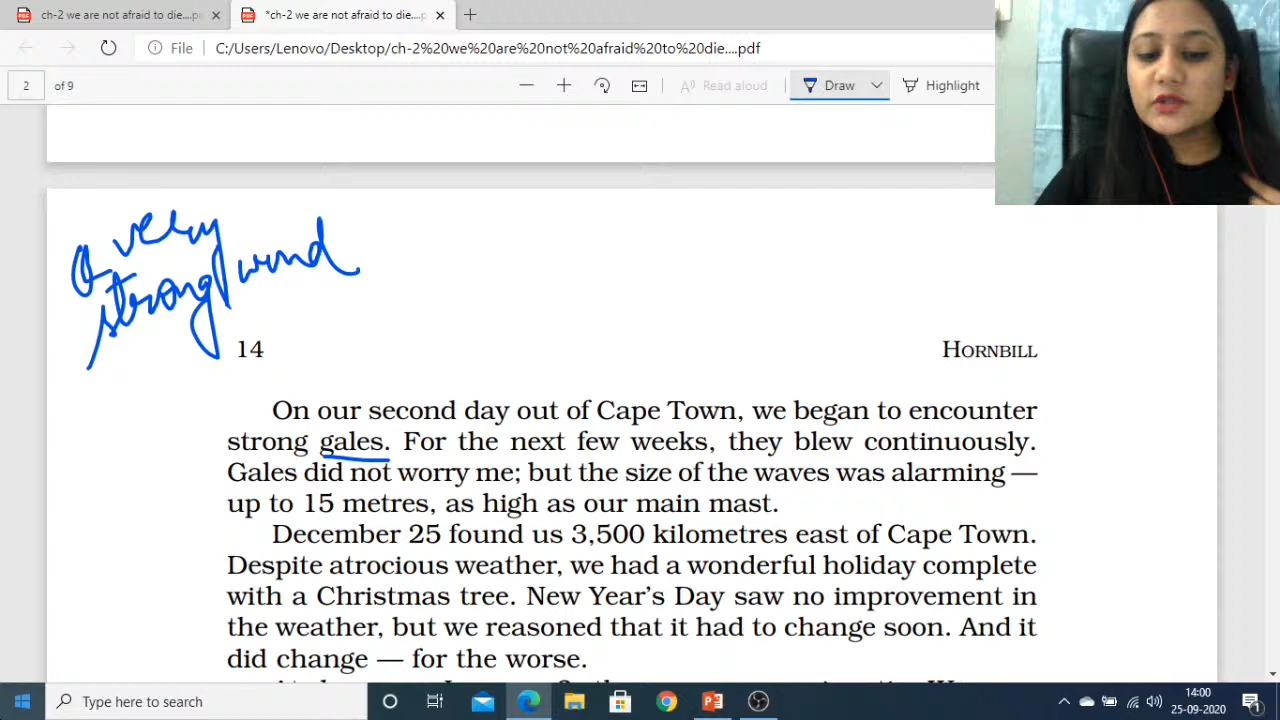 ch-2 we are not afraid to die....pe
*ch-2 we are not afraid to die....p
File
C:/Users/Lenovo/Desktop/ch-2%20we%20are%20not%20afraid%20to%20die....pdf
2 of 9
Read aloud
Draw
Highlight
a very
strong wind
14
HORNBILL
On our second day out of Cape Town, we began to encounter
strong gales. For the next few weeks, they blew continuously.
Gales did not worry me; but the size of the waves was alarming —
up to 15 metres, as high as our main mast.
December 25 found us 3,500 kilometres east of Cape Town.
Despite atrocious weather, we had a wonderful holiday complete
with a Christmas tree. New Year's Day saw no improvement in
the weather, but we reasoned that it had to change soon. And it
did change — for the worse.
Type here to search
14:00
25-09-2020
1